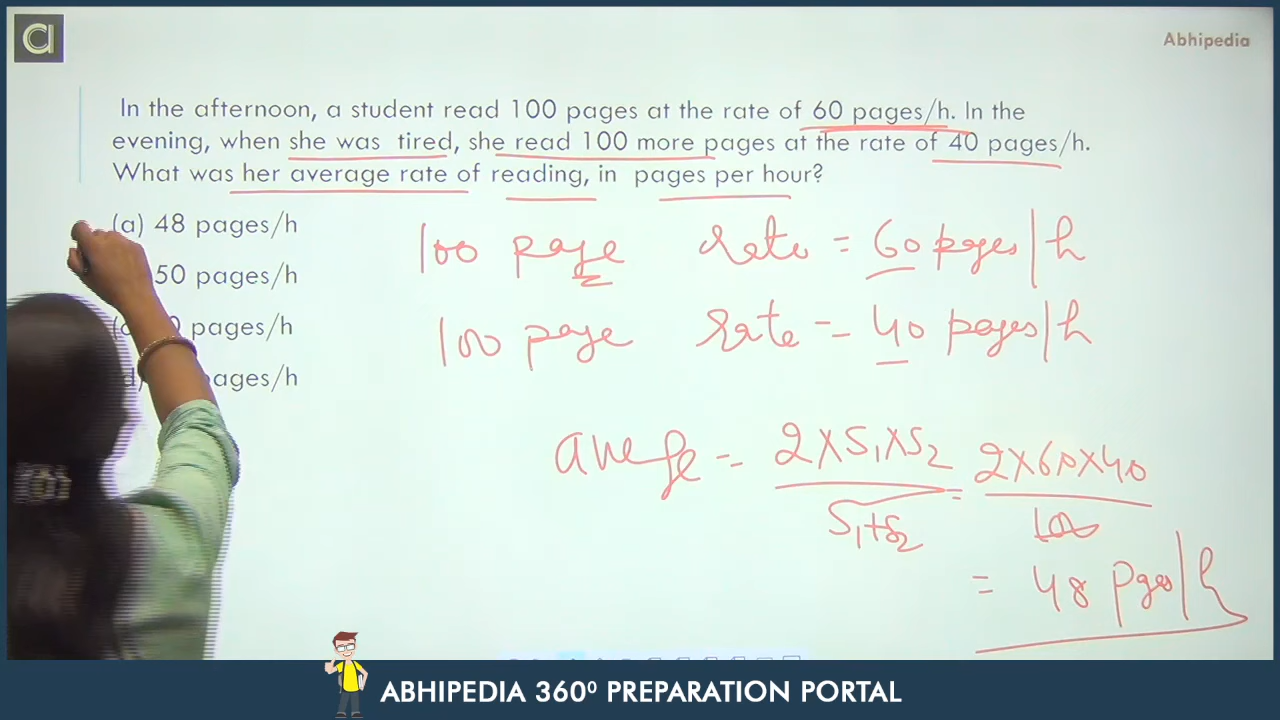 Abhipedia
In the afternoon, a student read 100 pages at the rate of 60 pages/h. In the
evening, when she was tired, she read 100 more pages at the rate of 40 pages/h.
What was her average rate of reading, in pages per hour?
(a) 48 pages/h
50 pages/h
pages/h
ages/h
100 page rate = 60 pages/h
100 page rate = 40 pages/h
average = 2×S1×S2 = 2×60×40
S1+S2 100
= 48 pges/h
ABHIPEDIA 360⁰ PREPARATION PORTAL